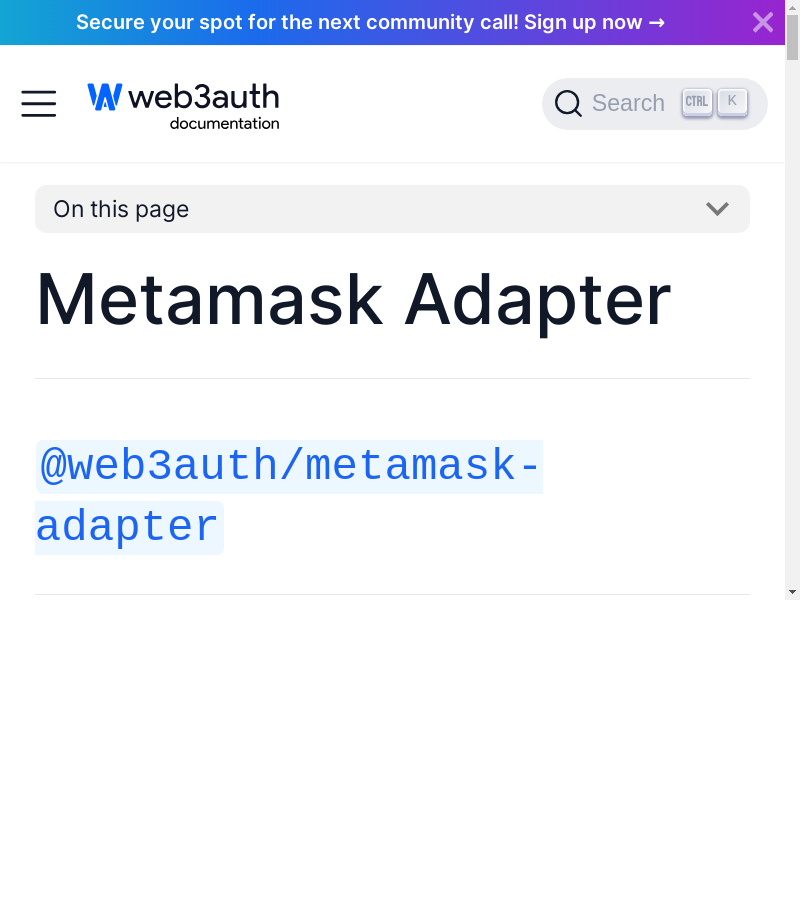 Secure your spot for the next community call! Sign up now →
web3auth
documentation
Search CTRL K
On this page
Metamask Adapter
@web3auth/metamask-
adapter